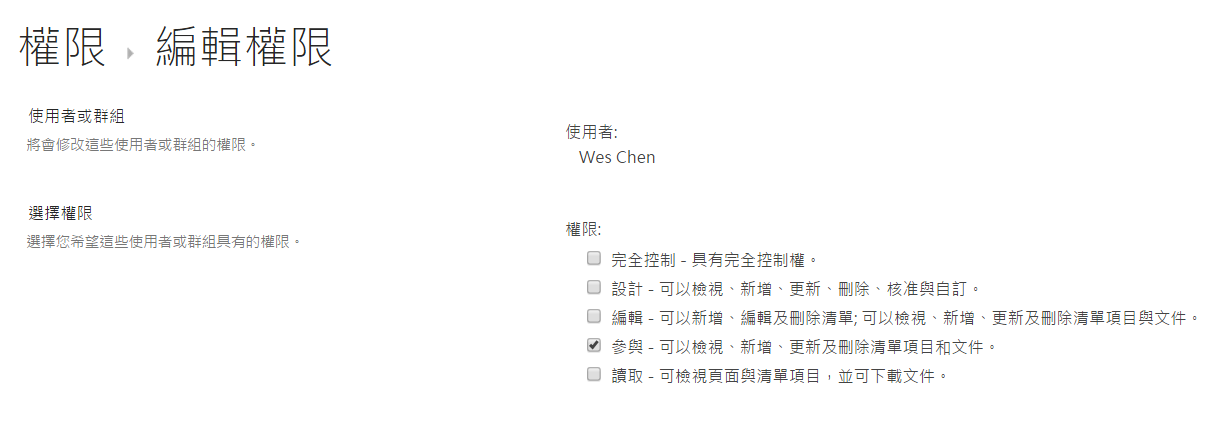 權限 ▸ 編輯權限
使用者或群組
將會修改這些使用者或群組的權限。
使用者:
Wes Chen
選擇權限
選擇您希望這些使用者或群組具有的權限。
權限:
完全控制 - 具有完全控制權。
設計 - 可以檢視、新增、更新、刪除、核准與自訂。
編輯 - 可以新增、編輯及刪除清單; 可以檢視、新增、更新及刪除清單項目與文件。
參與 - 可以檢視、新增、更新及刪除清單項目和文件。
讀取 - 可檢視頁面與清單項目，並可下載文件。